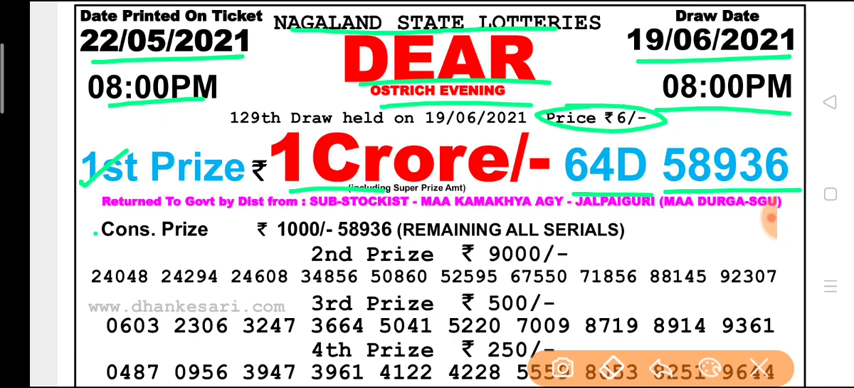 Date Printed On Ticket
22/05/2021
08:00PM
NAGALAND STATE LOTTERIES
DEAR
OSTRICH EVENING
Draw Date
19/06/2021
08:00PM
129th Draw held on 19/06/2021 Price ₹ 6/-
1st Prize ₹ 1Crore/- 64D 58936
(including Super Prize Amt)
Returned To Govt by Dist from : SUB-STOCKIST - MAA KAMAKHYA AGY - JALPAIGURI (MAA DURGA-SGU)
Cons. Prize ₹ 1000/- 58936 (REMAINING ALL SERIALS)
2nd Prize ₹ 9000/-
24048 24294 24608 34856 50860 52595 67550 71856 88145 92307
www.dhankesari.com
3rd Prize ₹ 500/-
0603 2306 3247 3664 5041 5220 7009 8719 8914 9361
4th Prize ₹ 250/-
0487 0956 3947 3961 4122 4228 9644